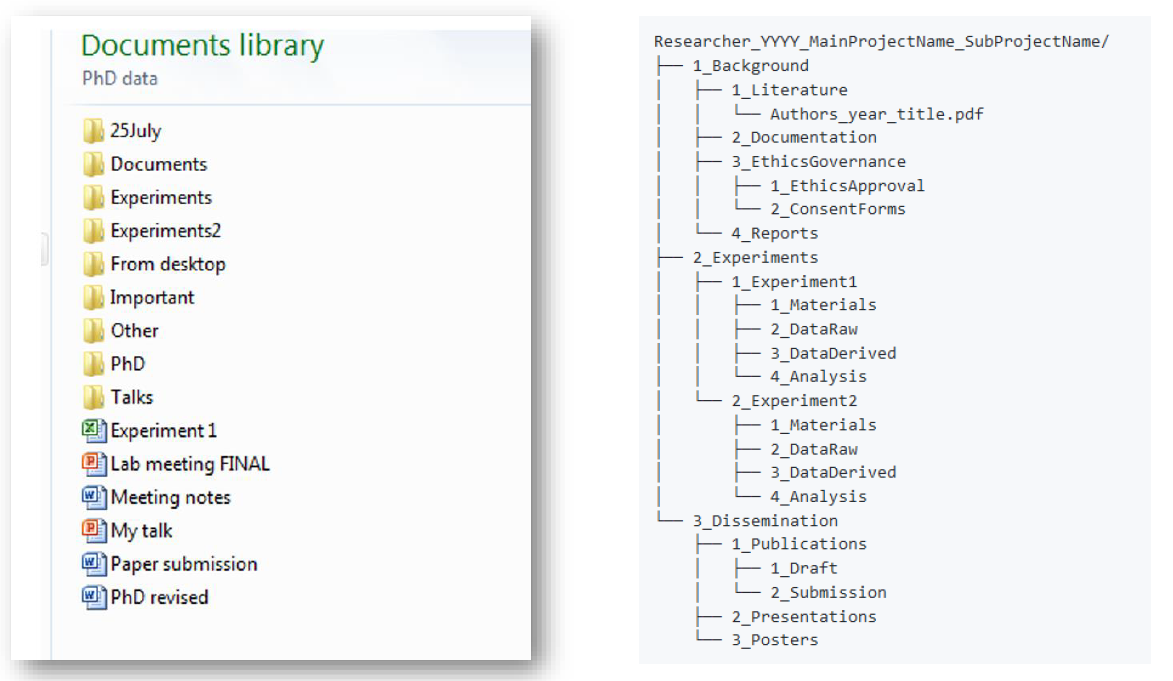 Documents library
PhD data
25July
Documents
Experiments
Experiments2
From desktop
Important
Other
PhD
Talks
Experiment 1
Lab meeting FINAL
Meeting notes
My talk
Paper submission
PhD revised
Researcher_YYYY_MainProjectName_SubProjectName/
├── 1_Background
│   ├── 1_Literature
│   │   └── Authors_year_title.pdf
│   ├── 2_Documentation
│   ├── 3_EthicsGovernance
│   │   ├── 1_EthicsApproval
│   │   └── 2_ConsentForms
│   └── 4_Reports
├── 2_Experiments
│   ├── 1_Experiment1
│   │   ├── 1_Materials
│   │   ├── 2_DataRaw
│   │   ├── 3_DataDerived
│   │   └── 4_Analysis
│   └── 2_Experiment2
│       ├── 1_Materials
│       ├── 2_DataRaw
│       ├── 3_DataDerived
│       └── 4_Analysis
└── 3_Dissemination
    ├── 1_Publications
    │   ├── 1_Draft
    │   └── 2_Submission
    ├── 2_Presentations
    └── 3_Posters